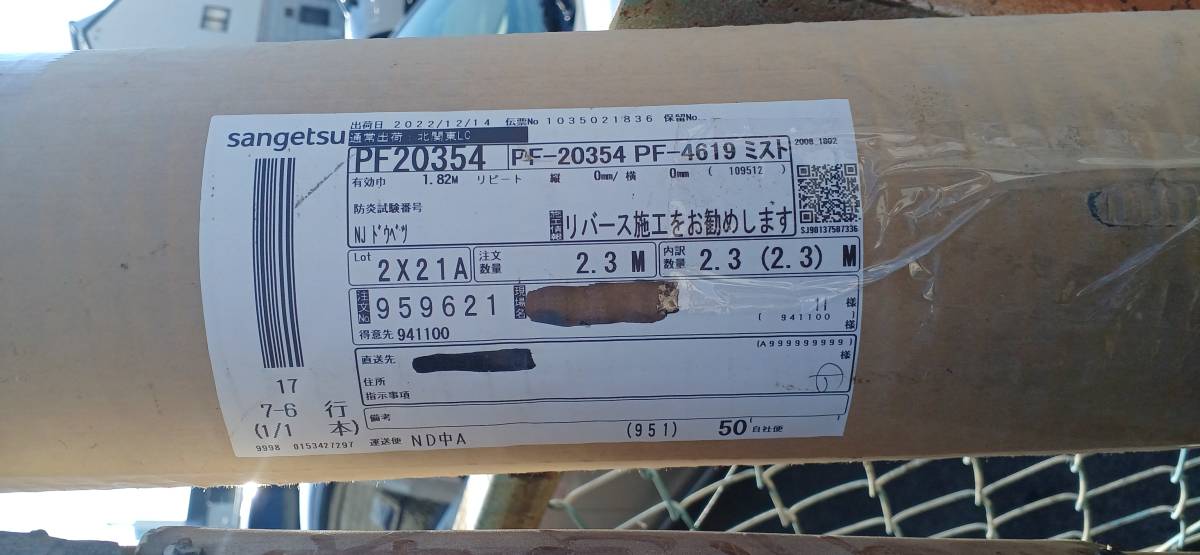 出荷日 2022/12/14 伝票No 1035021836 保留No
sangetsu 通常出荷:北関東LC
PF20354 PF-20354 PF-4619 ミスト 2008 1802
有効巾 1.82M リピート 縦 0mm/横 0mm ( 109512 )
防炎試験番号
NJ ドウベツ 施工情報 リバース施工をお勧めします SJ90137507336
Lot 2X21A 注文数量 2.3 M 内訳数量 2.3 (2.3) M
注文No 959621 現場名 様
( 941100 ) 様
得意先 941100
(A999999999)
直送先 様
住所
指示事項
備考
17
7-6 行
(1/1 本)
9998 0153427297 運送便 ND中A (951) 50 自社便